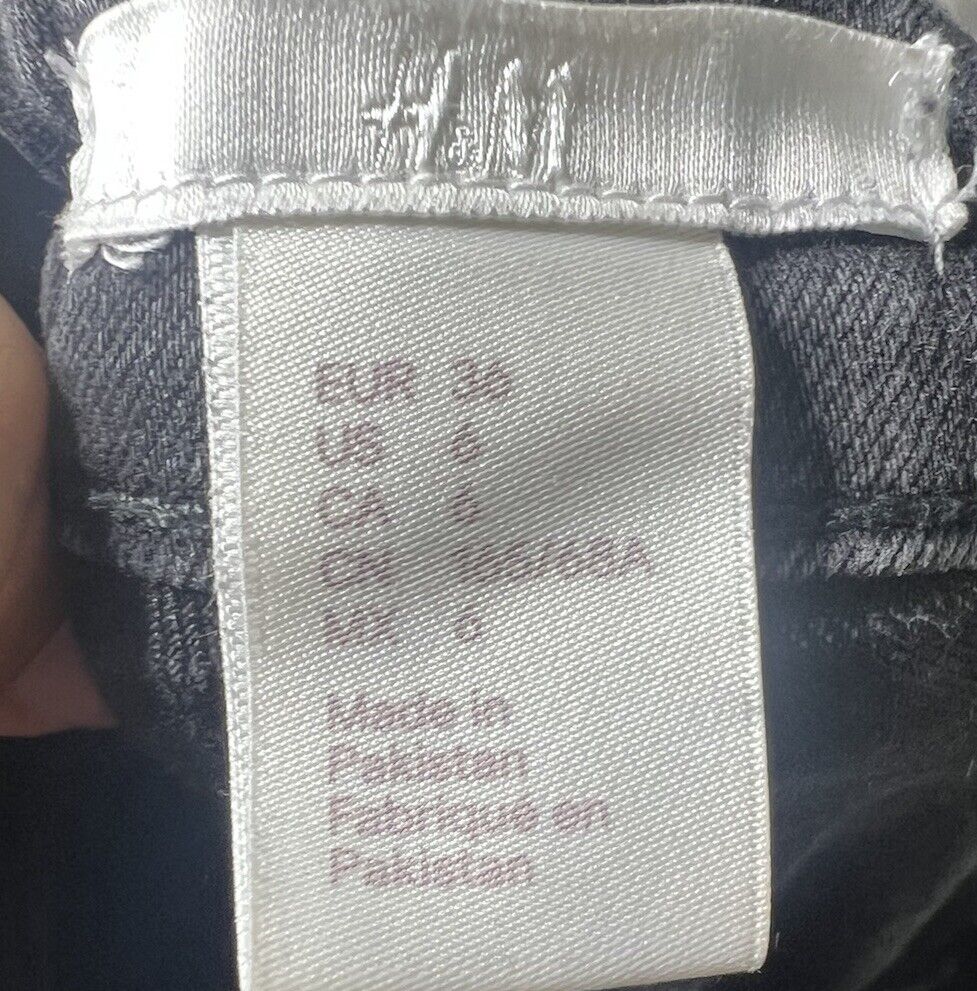 H&M
EUR 36
US 6
CA 6
CN
MX 6
Made in
Pakistan
Fabriqué en
Pakistan